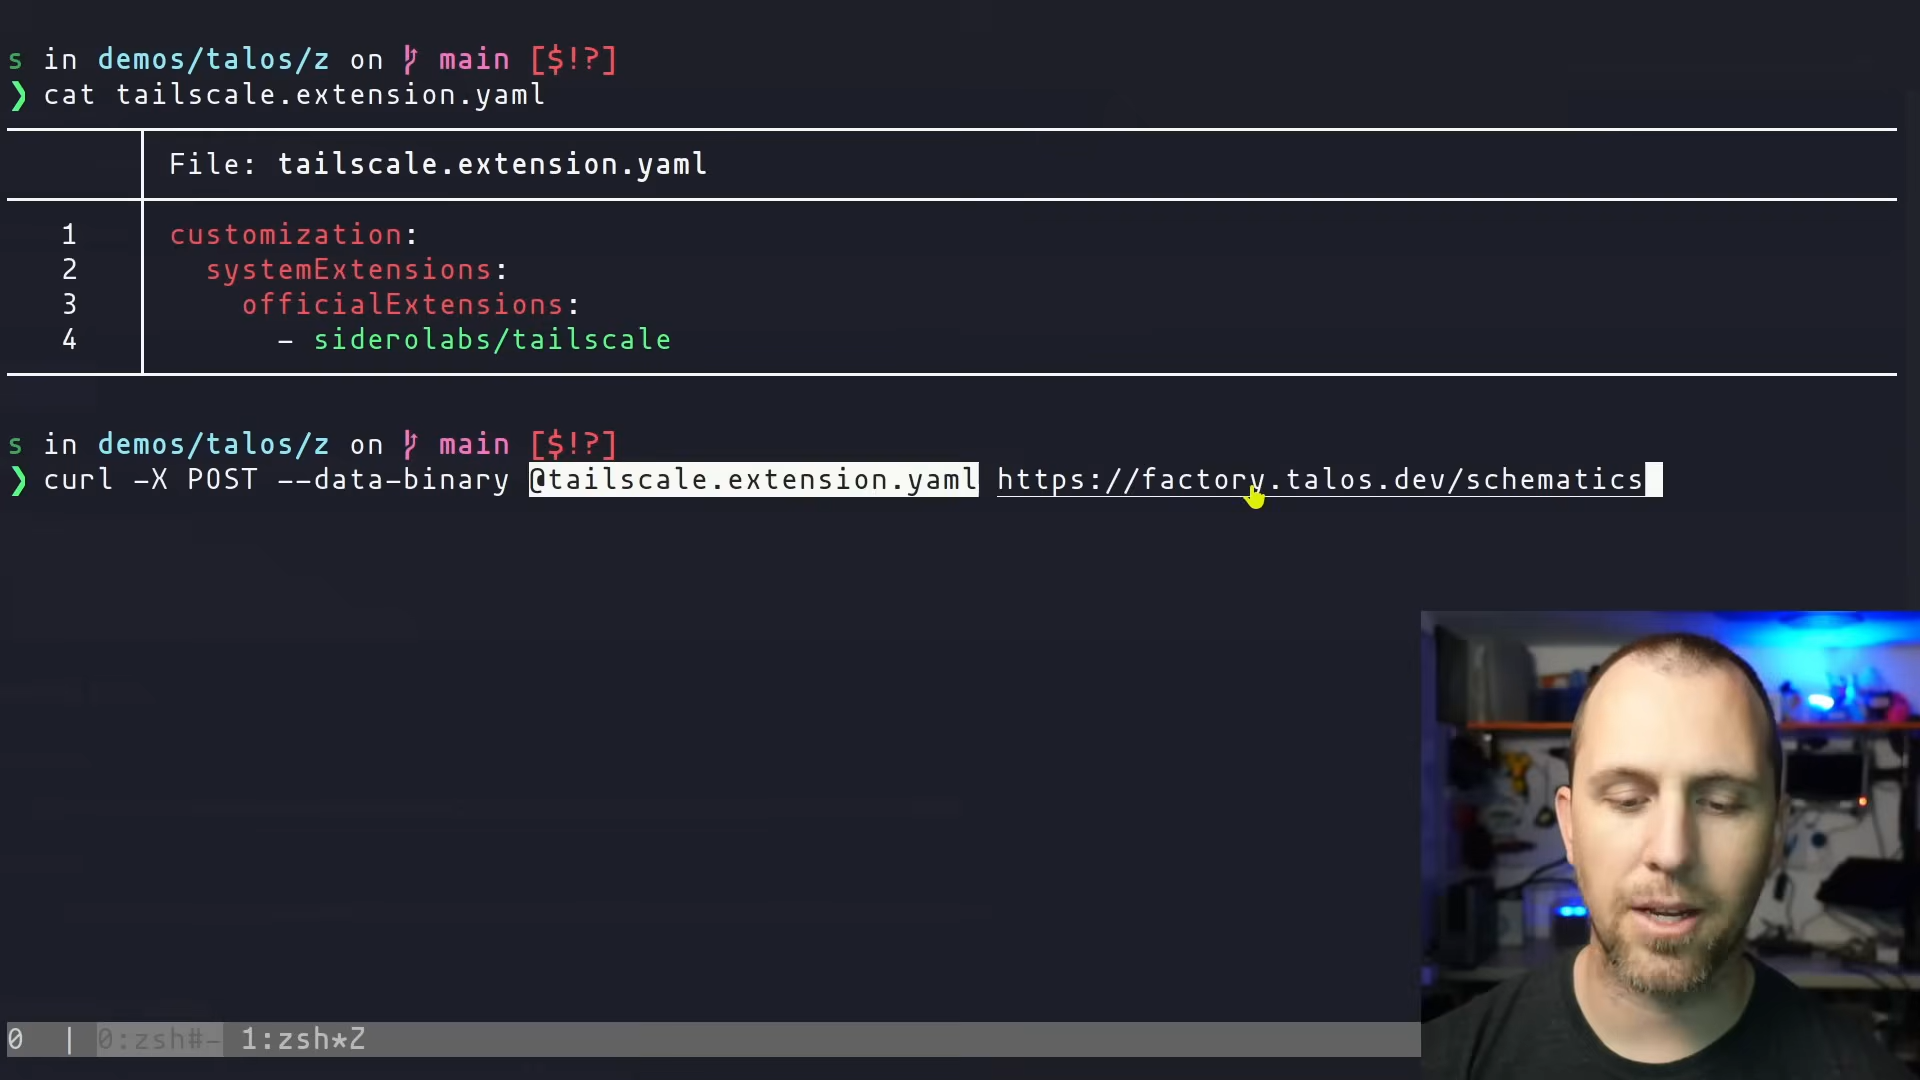 s in demos/talos/z on main [$!?]
❯ cat tailscale.extension.yaml
File: tailscale.extension.yaml
1 customization:
2 systemExtensions:
3 officialExtensions:
4 - siderolabs/tailscale
s in demos/talos/z on main [$!?]
❯ curl -X POST --data-binary @tailscale.extension.yaml https://factory.talos.dev/schematics
0 | 0:zsh#- 1:zsh*Z